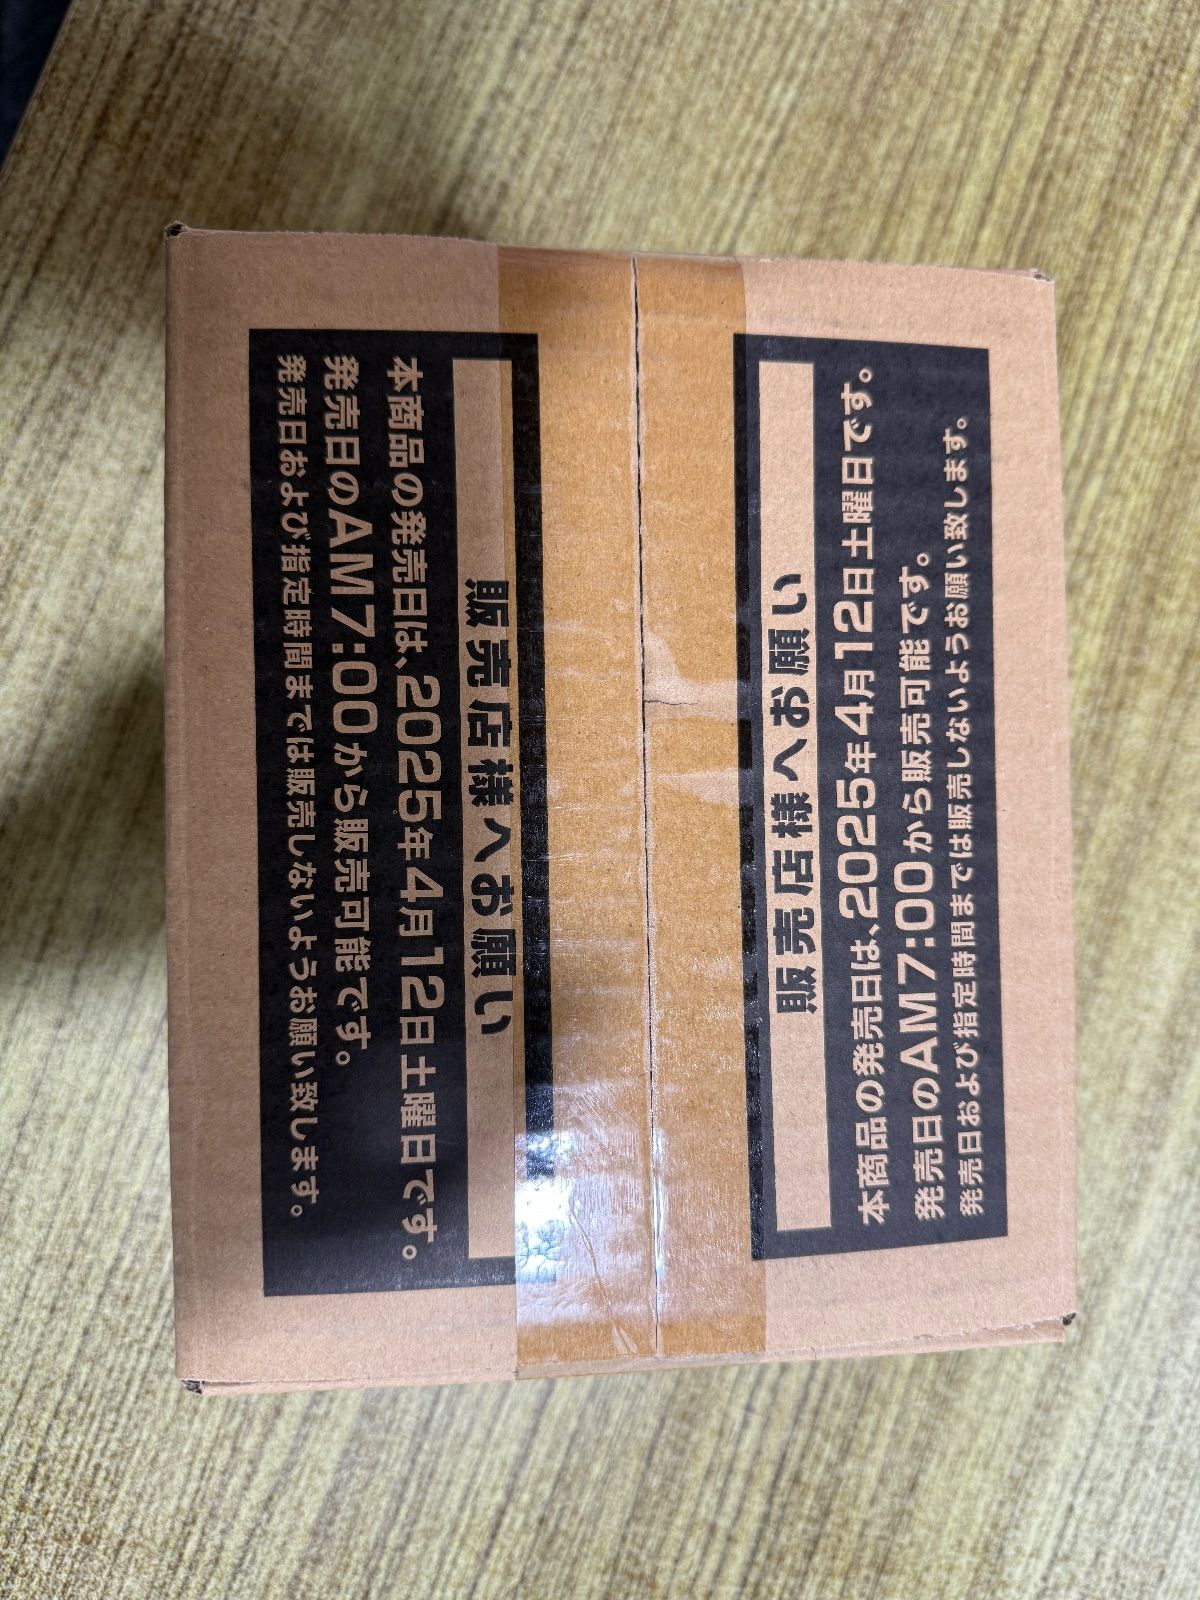 販売店様へお願い
本商品の発売日は、2025年4月12日土曜日です。
発売日のAM7:00から販売可能です。
発売日および指定時間までは販売しないようお願い致します。
販売店様へお願い
本商品の発売日は、2025年4月12日土曜日です。
発売日のAM7:00から販売可能です。
発売日および指定時間までは販売しないようお願い致します。